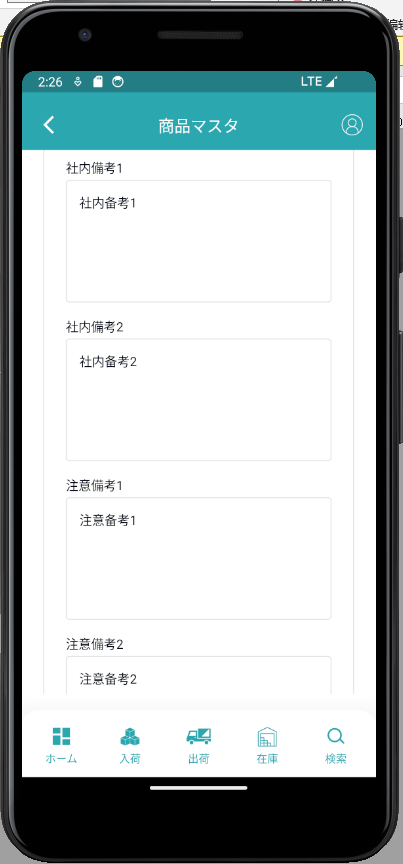 2:26
LTE
商品マスタ
社内備考1
社内备考1
社内備考2
社内备考2
注意備考1
注意备考1
注意備考2
注意备考2
ホーム 入荷 出荷 在庫 検索